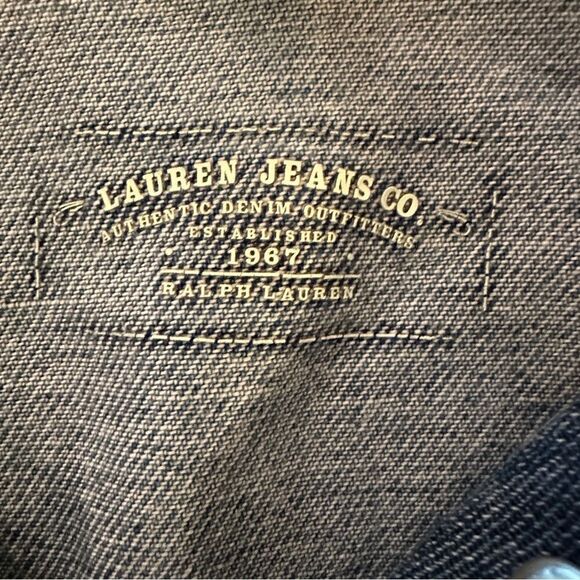 LAUREN JEANS CO.
AUTHENTIC DENIM-OUTFITTERS
ESTABLISHED
1967
RALPH LAUREN